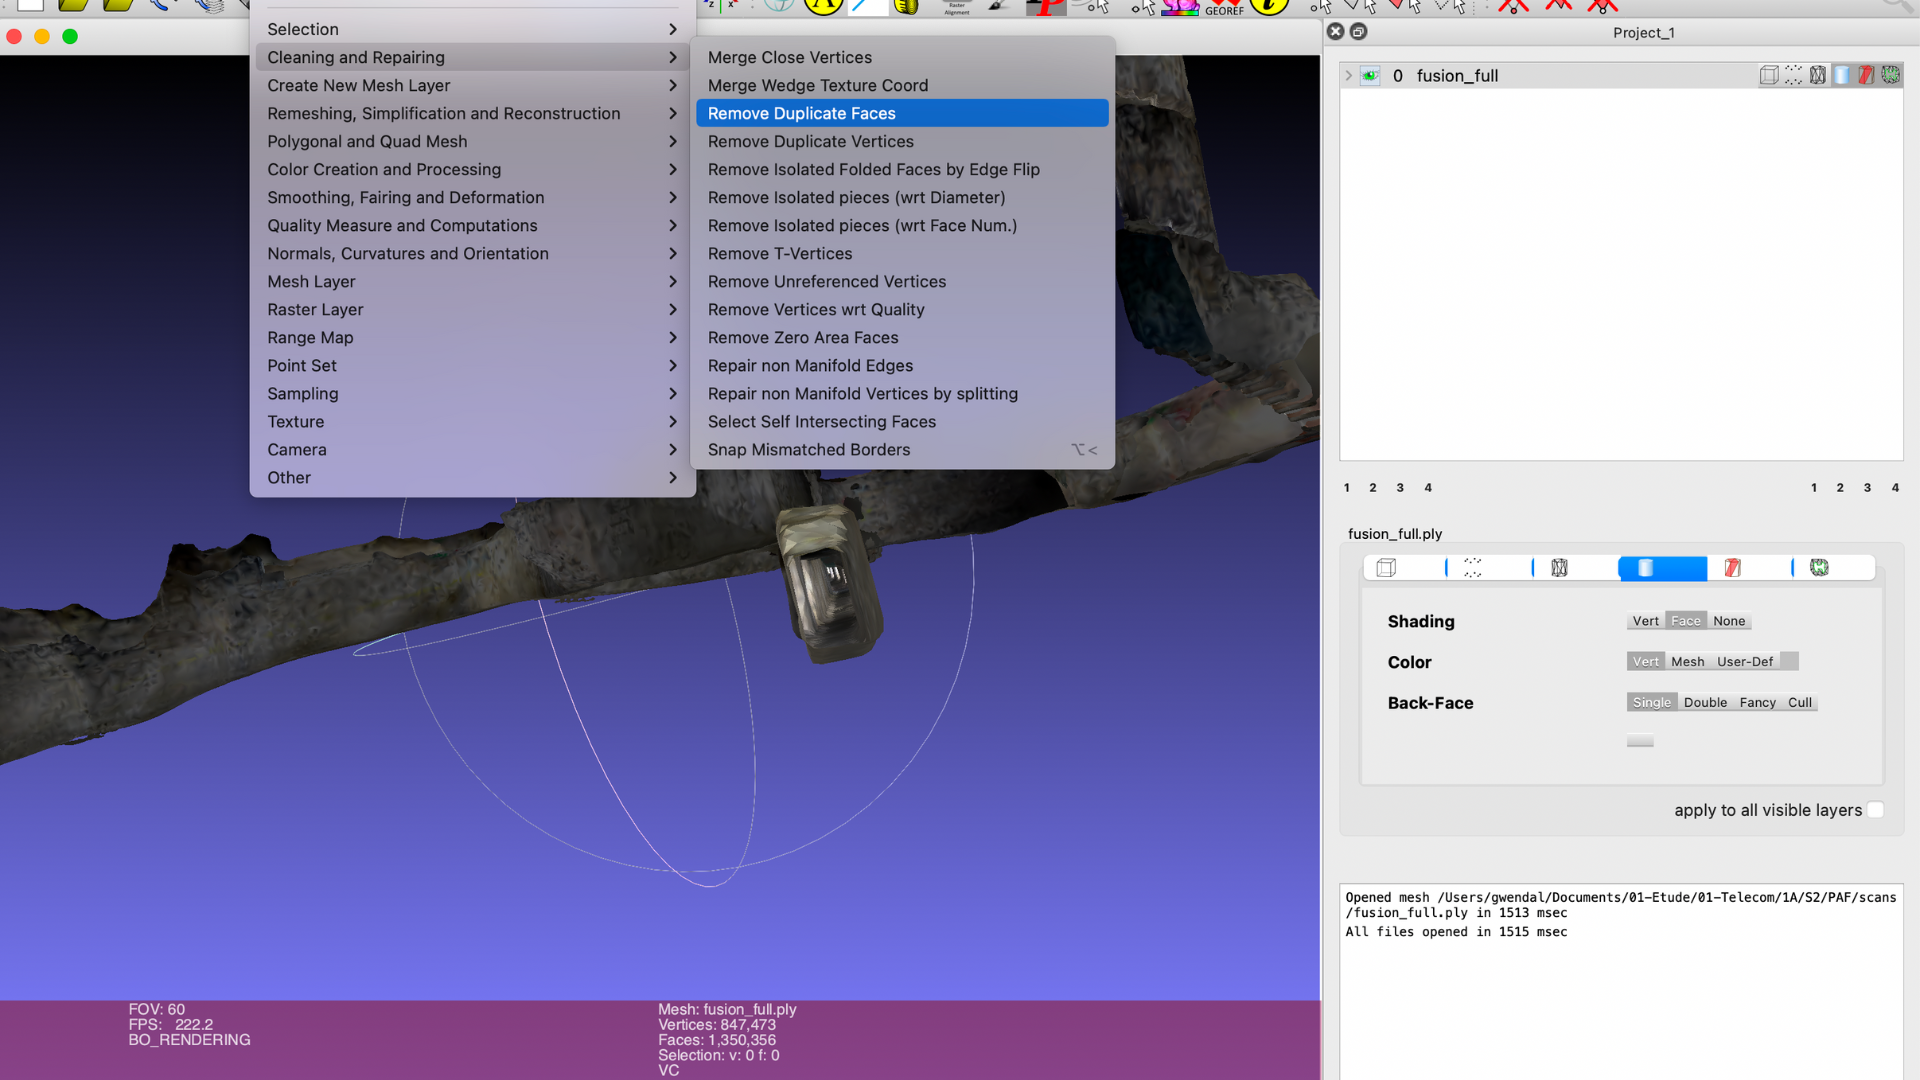 Raster
Alignment
GEOREF
Project_1
Selection
Cleaning and Repairing
Create New Mesh Layer
Remeshing, Simplification and Reconstruction
Polygonal and Quad Mesh
Color Creation and Processing
Smoothing, Fairing and Deformation
Quality Measure and Computations
Normals, Curvatures and Orientation
Mesh Layer
Raster Layer
Range Map
Point Set
Sampling
Texture
Camera
Other
Merge Close Vertices
Merge Wedge Texture Coord
Remove Duplicate Faces
Remove Duplicate Vertices
Remove Isolated Folded Faces by Edge Flip
Remove Isolated pieces (wrt Diameter)
Remove Isolated pieces (wrt Face Num.)
Remove T-Vertices
Remove Unreferenced Vertices
Remove Vertices wrt Quality
Remove Zero Area Faces
Repair non Manifold Edges
Repair non Manifold Vertices by splitting
Select Self Intersecting Faces
Snap Mismatched Borders ⌥<
0 fusion_full
1 2 3 4 1 2 3 4
fusion_full.ply
Shading Vert Face None
Color Vert Mesh User-Def
Back-Face Single Double Fancy Cull
apply to all visible layers
Opened mesh /Users/gwendal/Documents/01-Etude/01-Telecom/1A/S2/PAF/scans
/fusion_full.ply in 1513 msec
All files opened in 1515 msec
FOV: 60
FPS: 222.2
BO_RENDERING
Mesh: fusion_full.ply
Vertices: 847,473
Faces: 1,350,356
Selection: v: 0 f: 0
VC